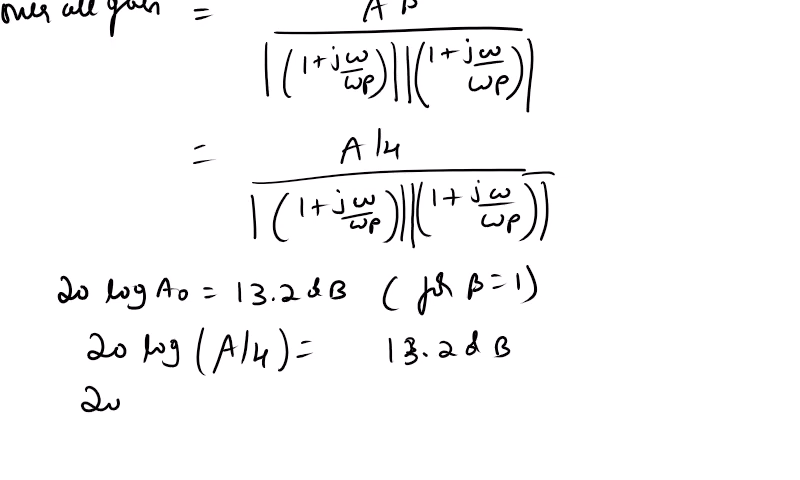 over all gain = A β / |(1 + jω/ωp)||(1 + jω/ωp)|
= A/4 / |(1 + jω/ωp)||(1 + jω/ωp)|
20 log A₀ = 13.2 dB (for β = 1)
20 log (A/4) = 13.2 dB
20